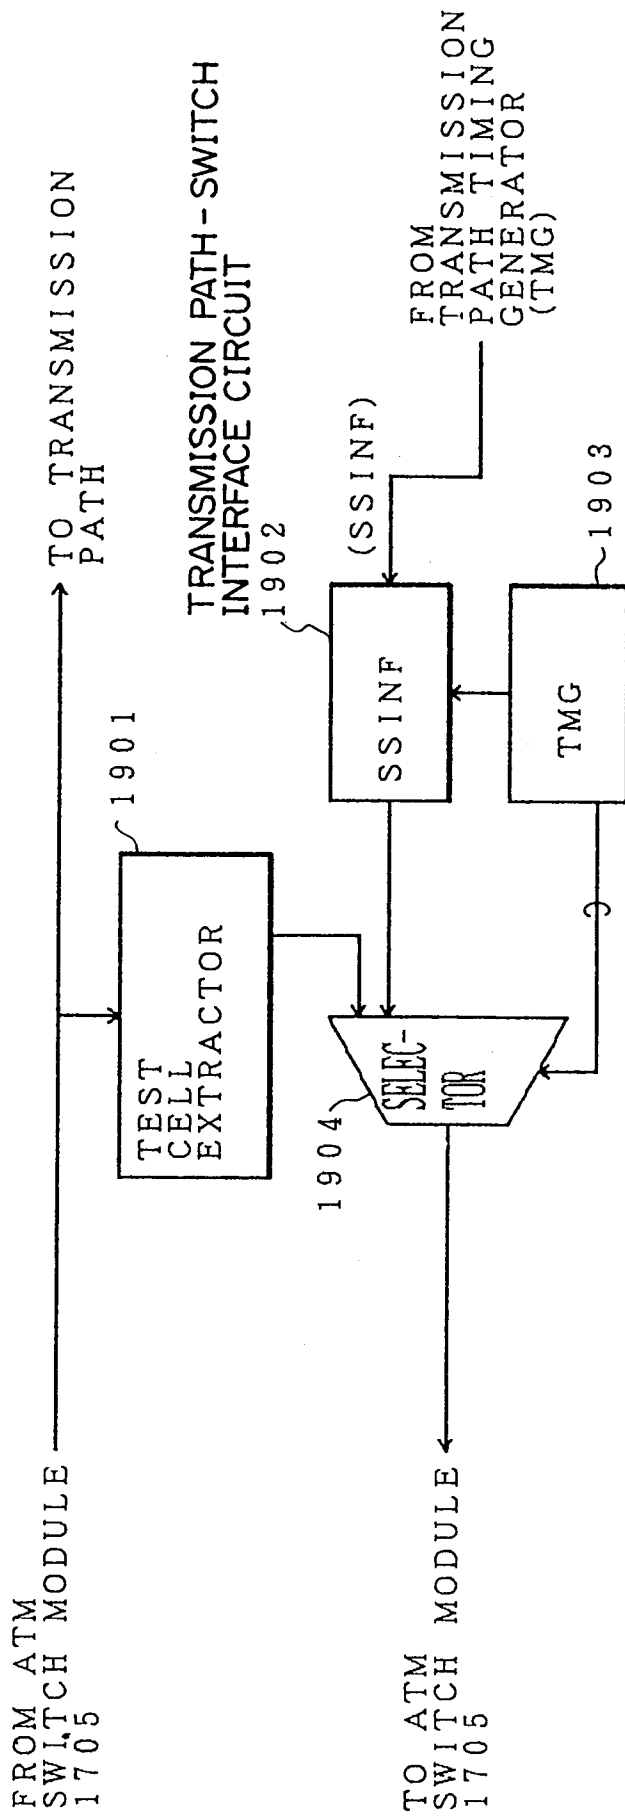 FROM ATM
SWITCH MODULE
1705
TO TRANSMISSION
PATH
TEST
CELL
EXTRACTOR
1901
TRANSMISSION PATH-SWITCH
INTERFACE CIRCUIT
1902
1904
SELEC-
TOR
SSINF
(SSINF)
FROM
TRANSMISSION
PATH TIMING
GENERATOR
(TMG)
TO ATM
SWITCH MODULE
1705
TMG
1903